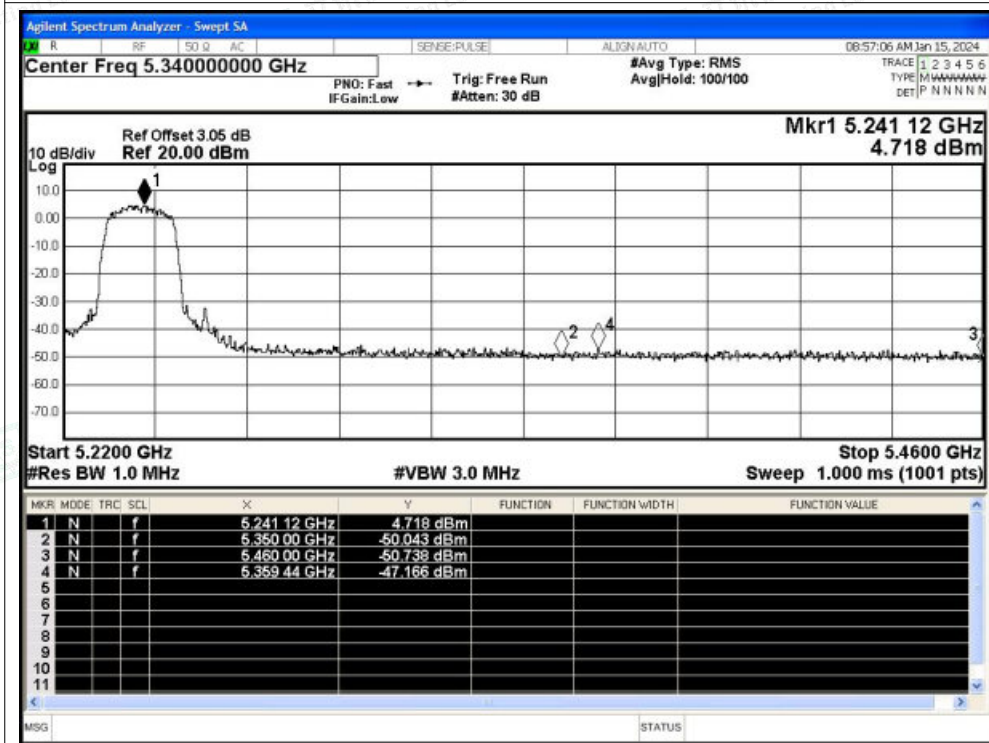 Agilent Spectrum Analyzer - Swept SA
LXI R RF 50 Ω AC SENSE:PULSE ALIGN AUTO 08:57:06 AM Jan 15, 2024
Center Freq 5.340000000 GHz
#Avg Type: RMS
TRACE 1 2 3 4 5 6
PNO: Fast Trig: Free Run Avg|Hold: 100/100
TYPE M
IFGain:Low #Atten: 30 dB
DET P N N N N N
Mkr1 5.241 12 GHz
4.718 dBm
Ref Offset 3.05 dB
10 dB/div Ref 20.00 dBm
Log
10.0
0.00
-10.0
-20.0
-30.0
-40.0
-50.0
-60.0
-70.0
1
2
4
3
Start 5.2200 GHz Stop 5.4600 GHz
#Res BW 1.0 MHz #VBW 3.0 MHz Sweep 1.000 ms (1001 pts)
MKR MODE TRC SCL X Y FUNCTION FUNCTION WIDTH FUNCTION VALUE
1 N f 5.241 12 GHz 4.718 dBm
2 N f 5.350 00 GHz -50.043 dBm
3 N f 5.460 00 GHz -50.738 dBm
4 N f 5.359 44 GHz -47.166 dBm
5
6
7
8
9
10
11
MSG STATUS